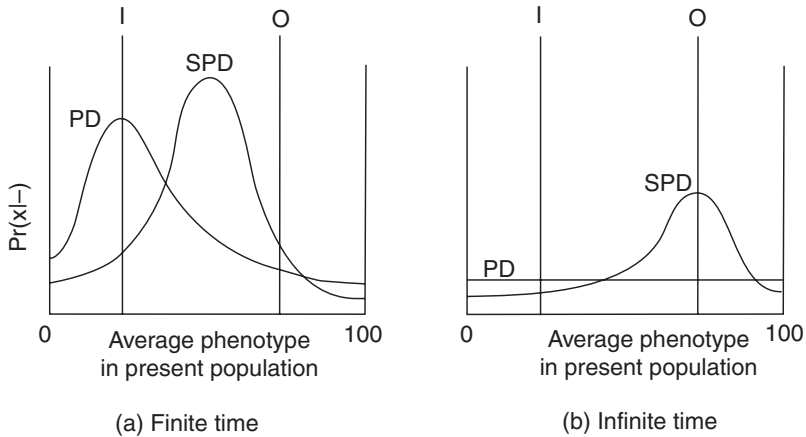 I
O
SPD
PD
Pr(x|–)
0
100
Average phenotype
in present population
(a) Finite time
I
O
SPD
PD
0
100
Average phenotype
in present population
(b) Infinite time